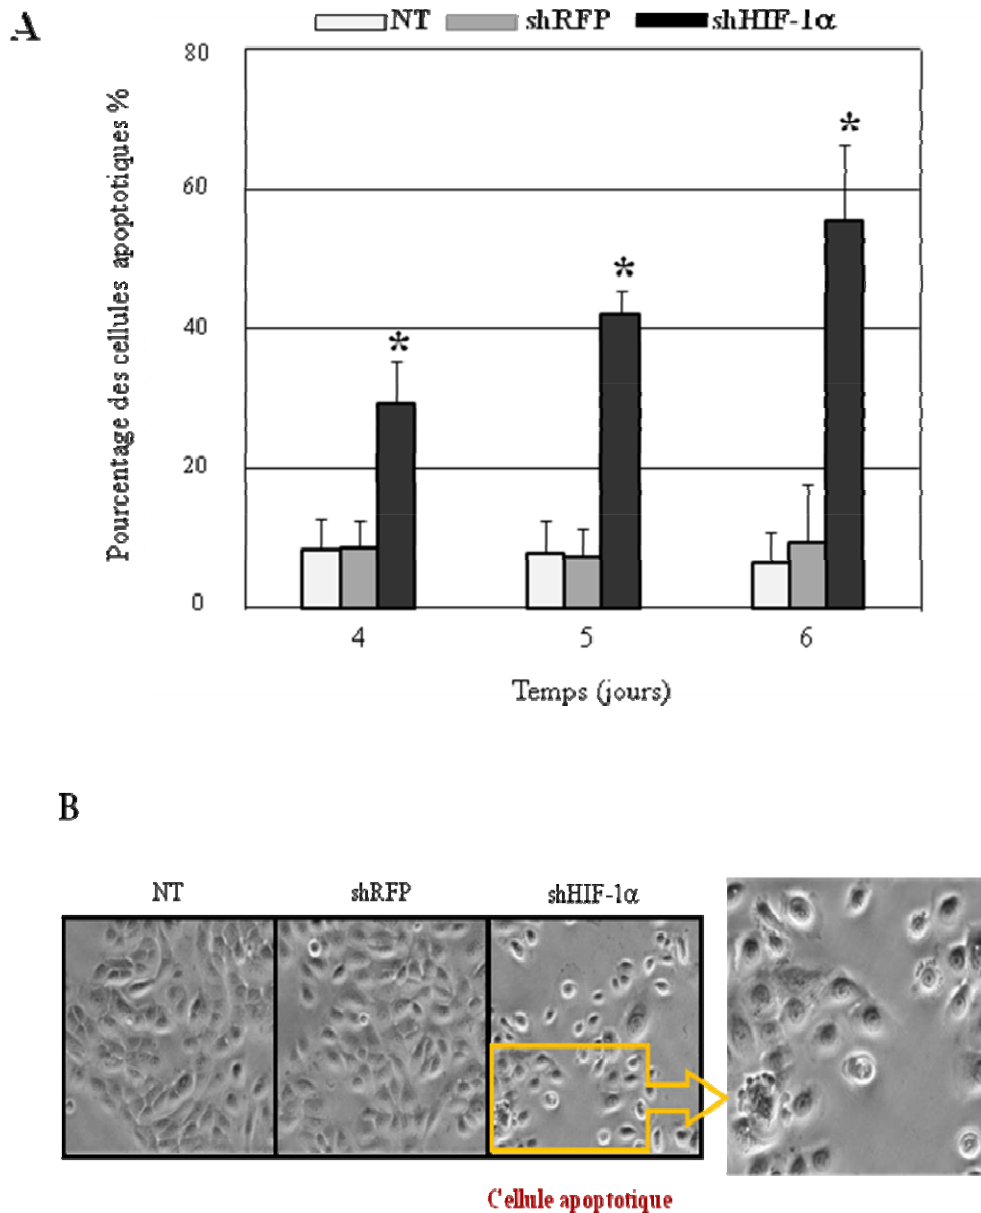 A
NT shRFP shHIF-1α
80
60
40
20
0
Pourcentage des cellules apoptotiques %
* * *
4 5 6
Temps (jours)
B
NT shRFP shHIF-1α
Cellule apoptotique